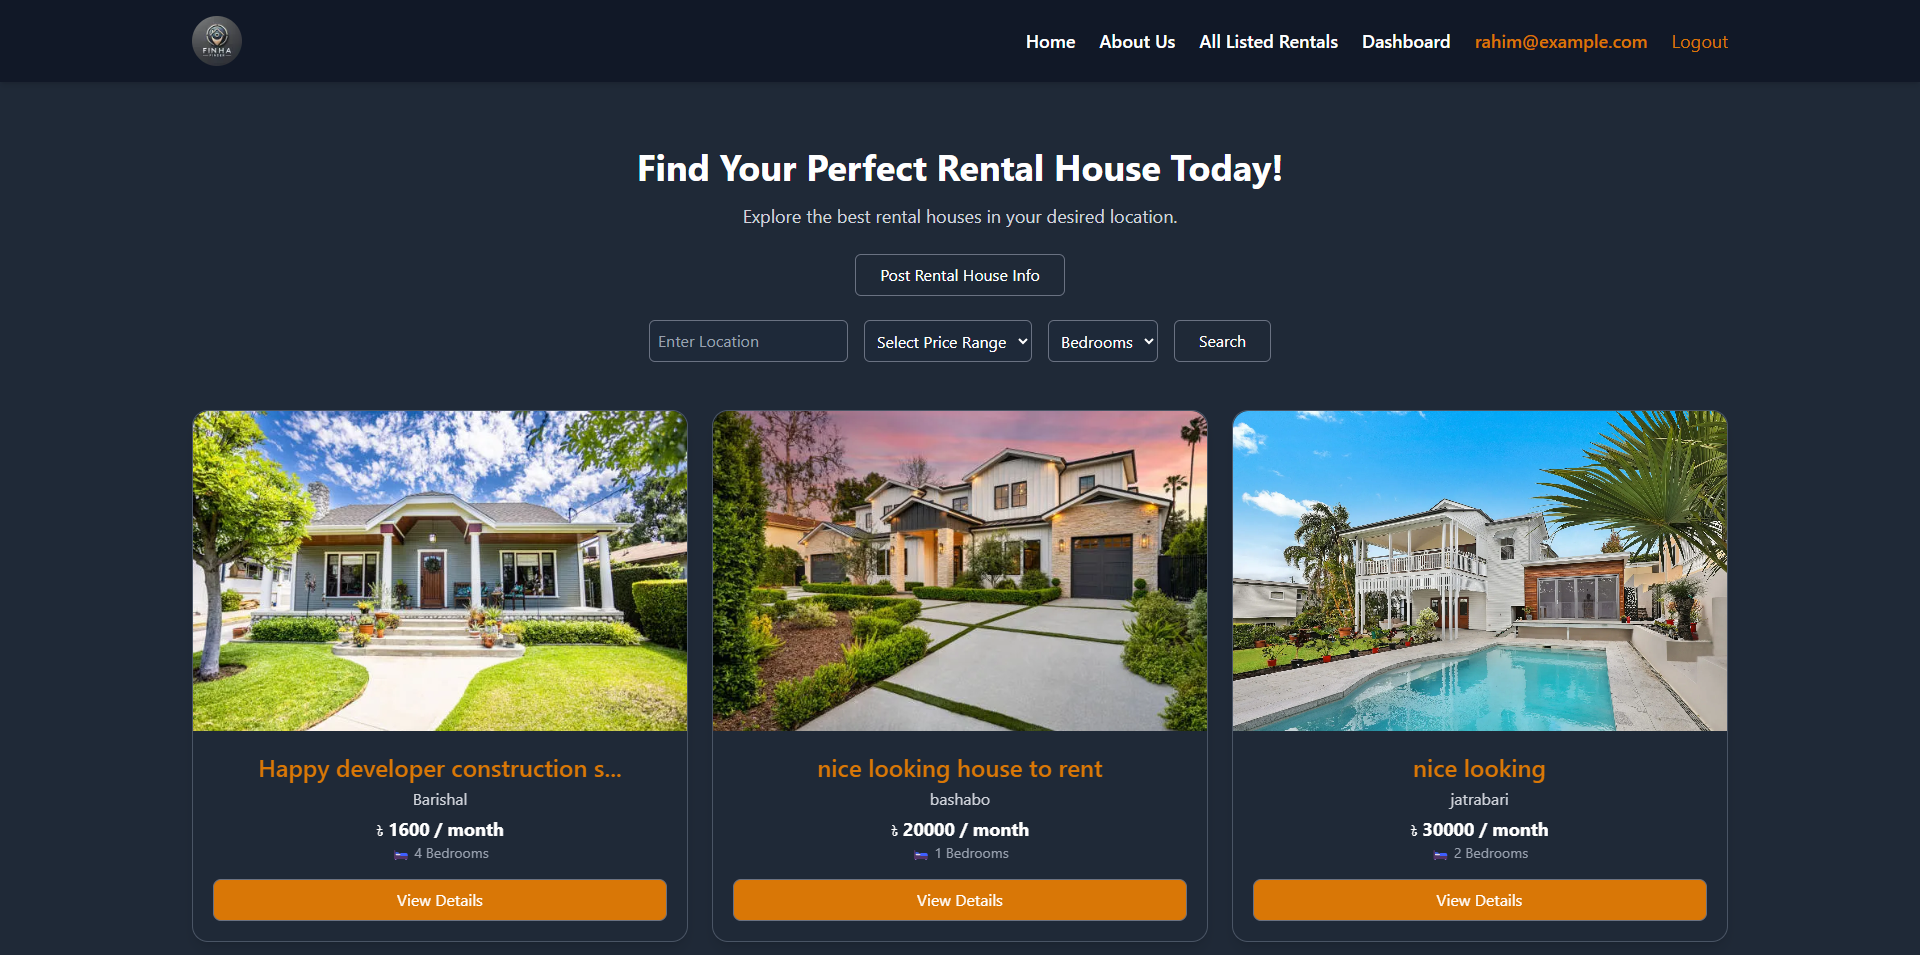 FINHA
Home
About Us
All Listed Rentals
Dashboard
rahim@example.com
Logout
Find Your Perfect Rental House Today!
Explore the best rental houses in your desired location.
Post Rental House Info
Enter Location
Select Price Range
Bedrooms
Search
Happy developer construction s...
Barishal
৳ 1600 / month
4 Bedrooms
View Details
nice looking house to rent
bashabo
৳ 20000 / month
1 Bedrooms
View Details
nice looking
jatrabari
৳ 30000 / month
2 Bedrooms
View Details